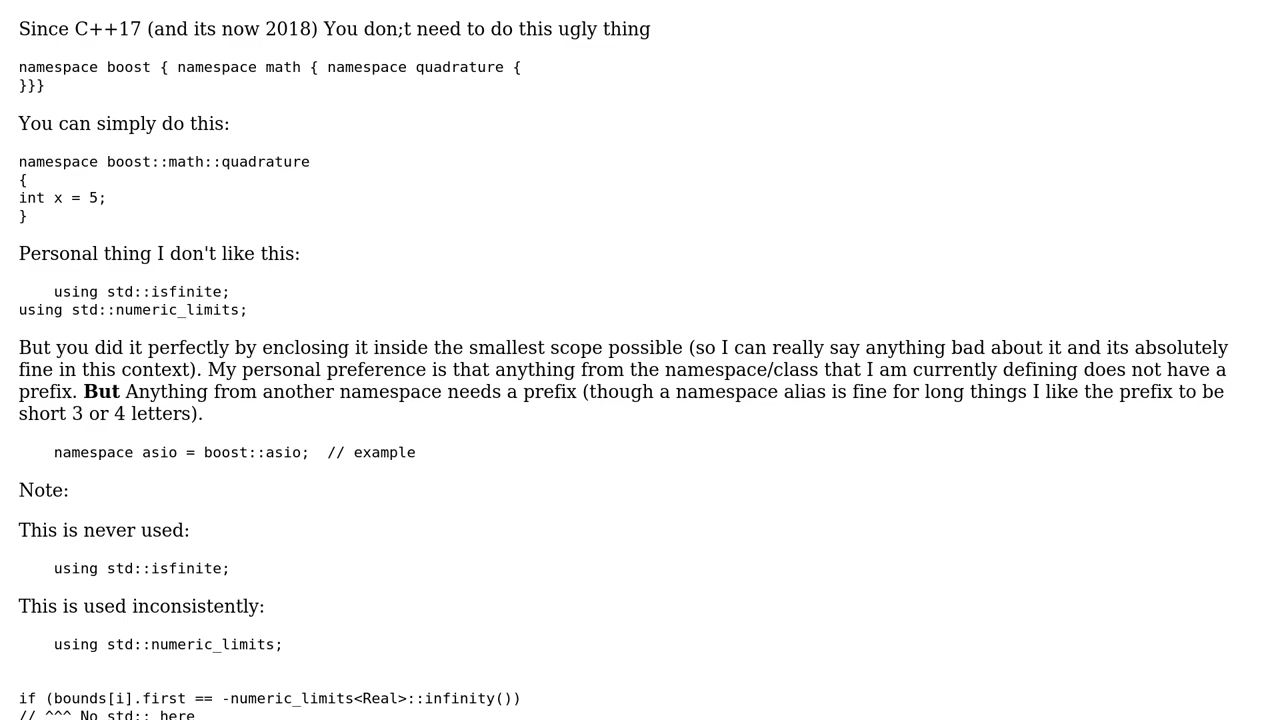 Since C++17 (and its now 2018) You don;t need to do this ugly thing
namespace boost { namespace math { namespace quadrature {
}}}
You can simply do this:
namespace boost::math::quadrature
{
int x = 5;
}
Personal thing I don't like this:
    using std::isfinite;
using std::numeric_limits;
But you did it perfectly by enclosing it inside the smallest scope possible (so I can really say anything bad about it and its absolutely
fine in this context). My personal preference is that anything from the namespace/class that I am currently defining does not have a
prefix. But Anything from another namespace needs a prefix (though a namespace alias is fine for long things I like the prefix to be
short 3 or 4 letters).
    namespace asio = boost::asio;  // example
Note:
This is never used:
    using std::isfinite;
This is used inconsistently:
    using std::numeric_limits;
if (bounds[i].first == -numeric_limits<Real>::infinity())
// ^^^ No std:: here